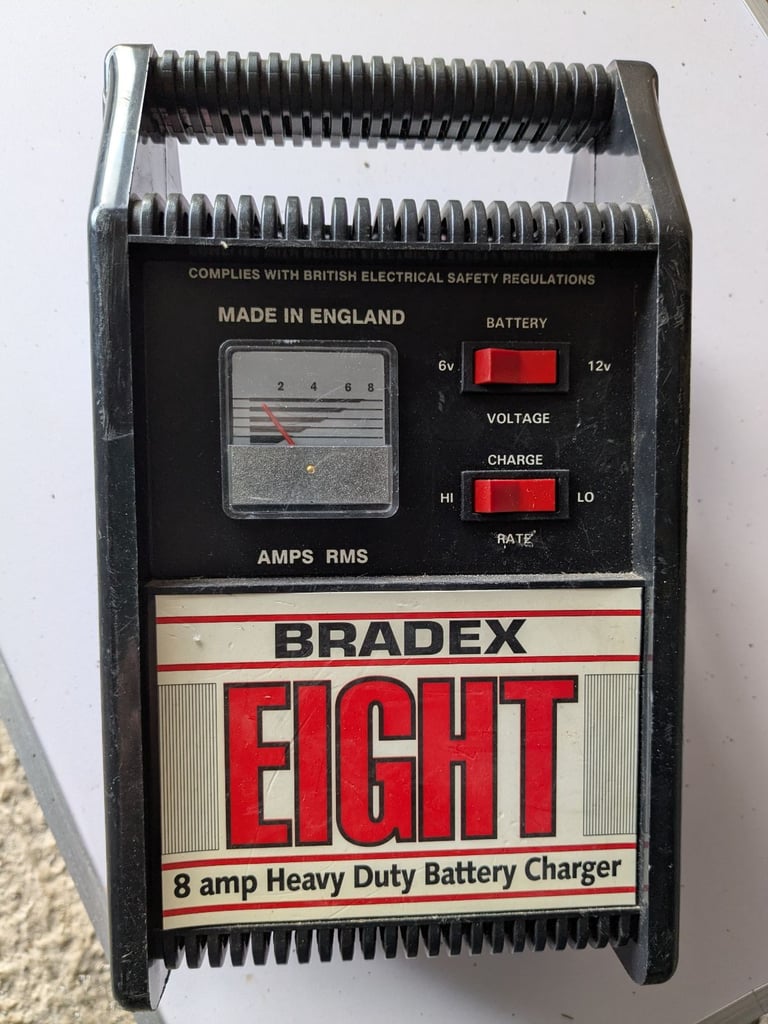 COMPLIES WITH BRITISH ELECTRICAL SAFETY REGULATIONS
MADE IN ENGLAND
BATTERY
6v 12v
VOLTAGE
2 4 6 8
CHARGE
HI LO
RATE
AMPS RMS
BRADEX
EIGHT
8 amp Heavy Duty Battery Charger